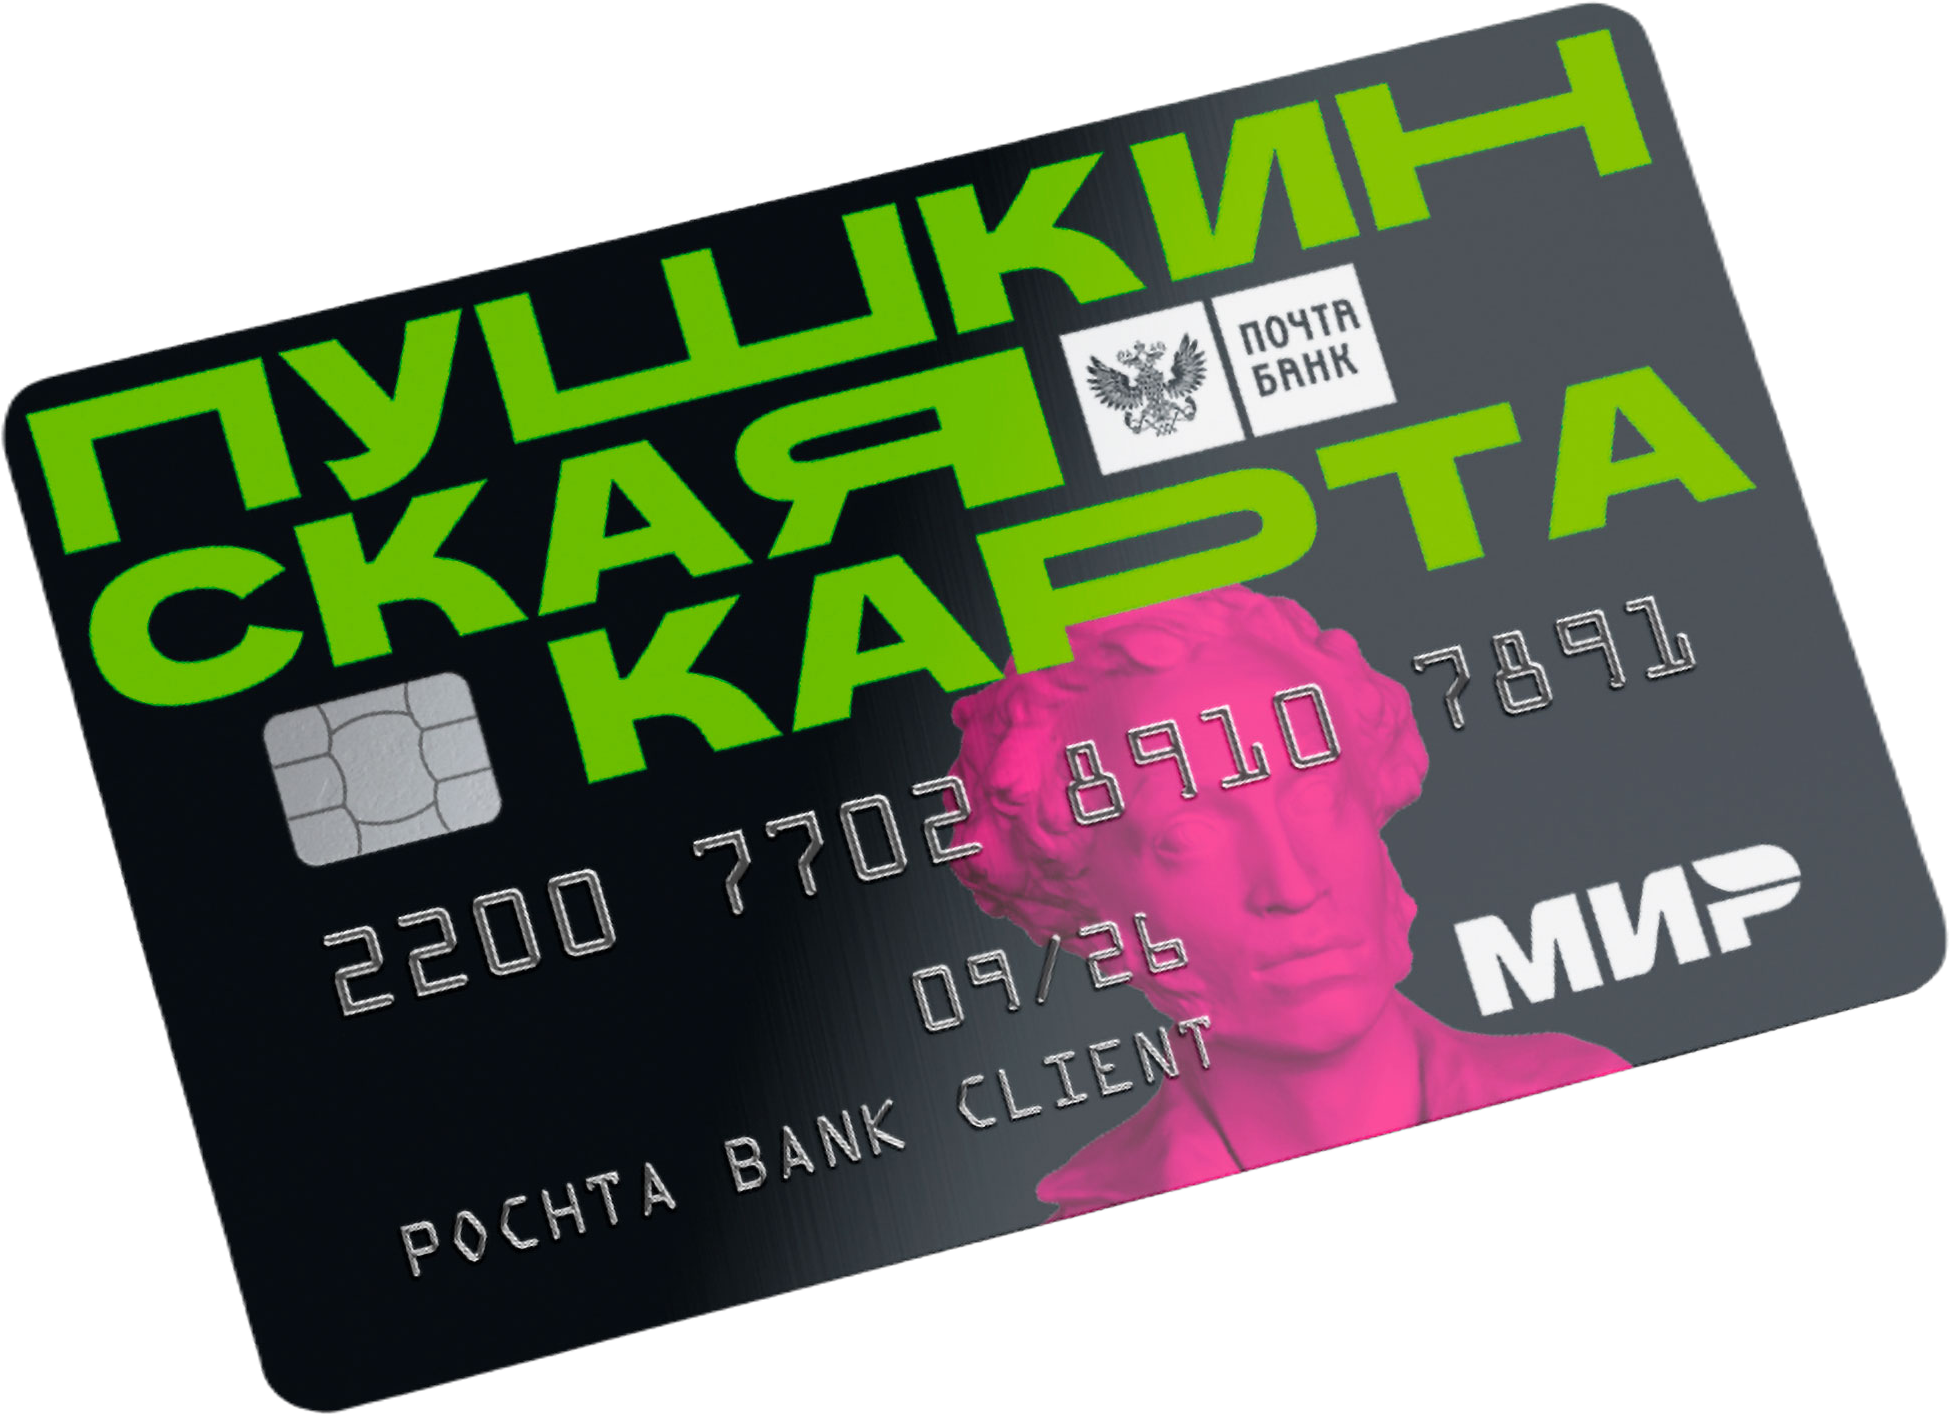 ПУШКИН
СКАЯ
ПОЧТА
БАНК
КАРТА
2200 7702 8910 7891
09/26
POCHTA BANK CLIENT
МИР